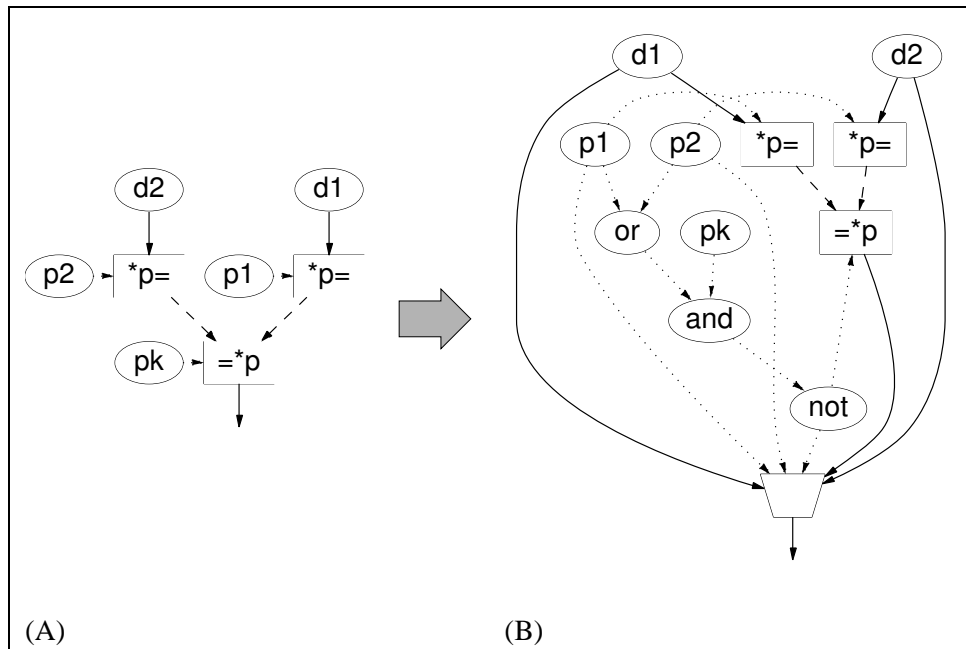 d2 d1
p2 *p= p1 *p=
pk =*p
(A)
d1 d2
p1 p2 *p= *p=
or pk =*p
and
not
(B)